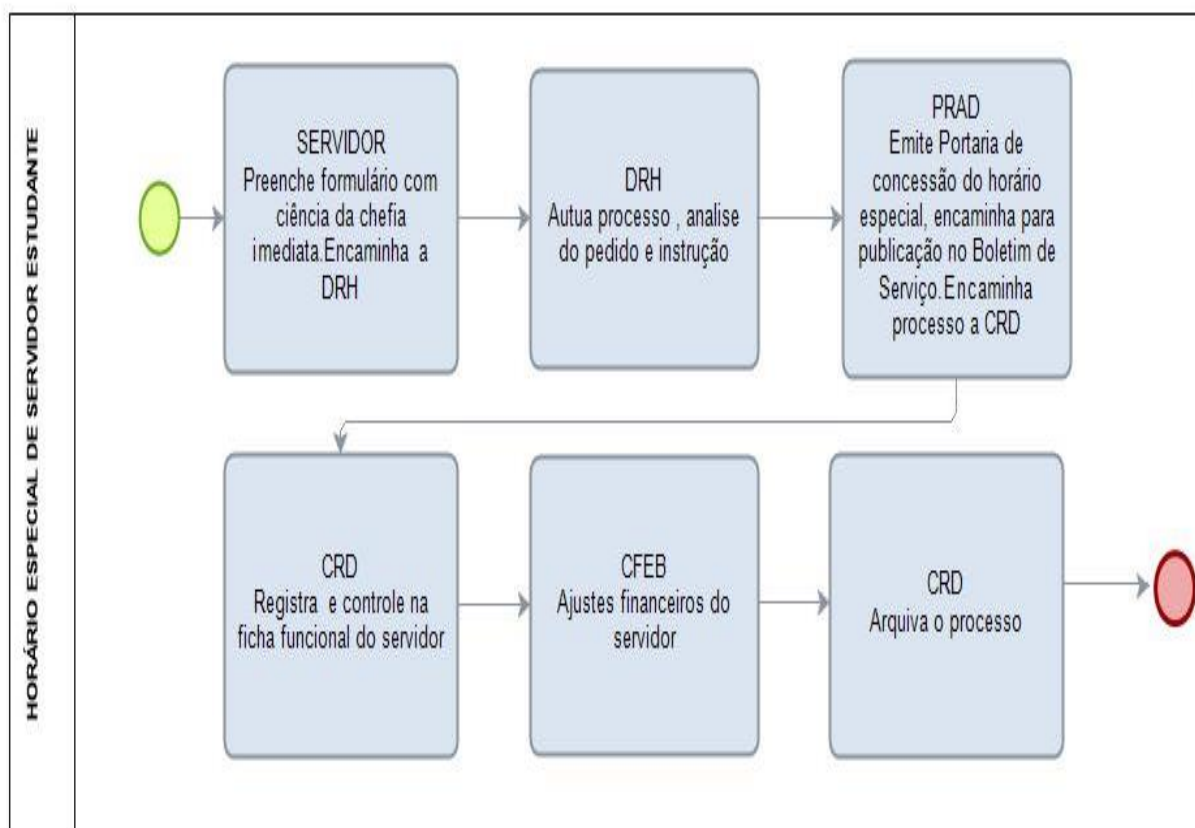 HORÁRIO ESPECIAL DE SERVIDOR ESTUDANTE
SERVIDOR
Preenche formulário com
ciência da chefia
imediata.Encaminha a
DRH
DRH
Autua processo , analise
do pedido e instrução
PRAD
Emite Portaria de
concessão do horário
especial, encaminha para
publicação no Boletim de
Serviço.Encaminha
processo a CRD
CRD
Registra e controle na
ficha funcional do servidor
CFEB
Ajustes financeiros do
servidor
CRD
Arquiva o processo